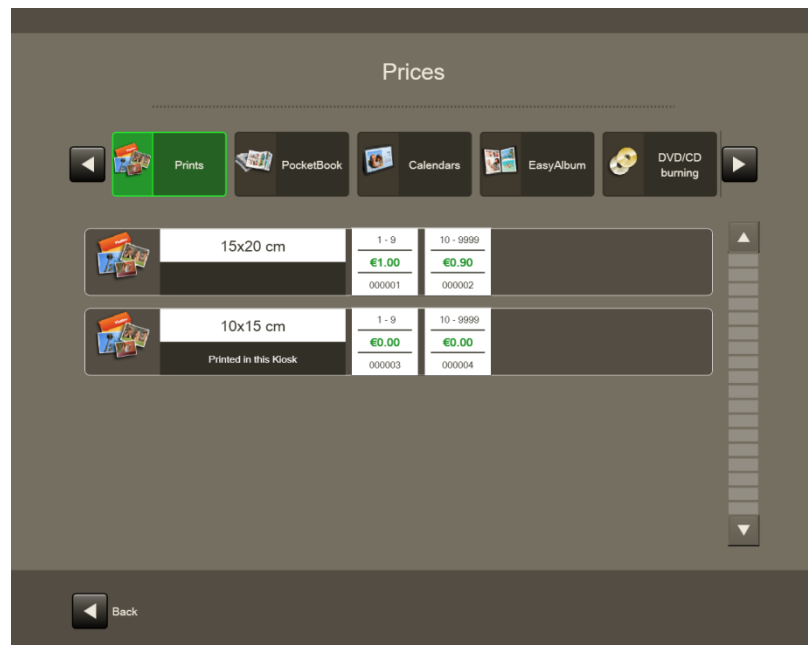 Prices
Prints
PocketBook
Calendars
EasyAlbum
DVD/CD
burning
15x20 cm
1 - 9
10 - 9999
€1.00
€0.90
000001
000002
10x15 cm
Printed in this Kiosk
1 - 9
10 - 9999
€0.00
€0.00
000003
000004
Back